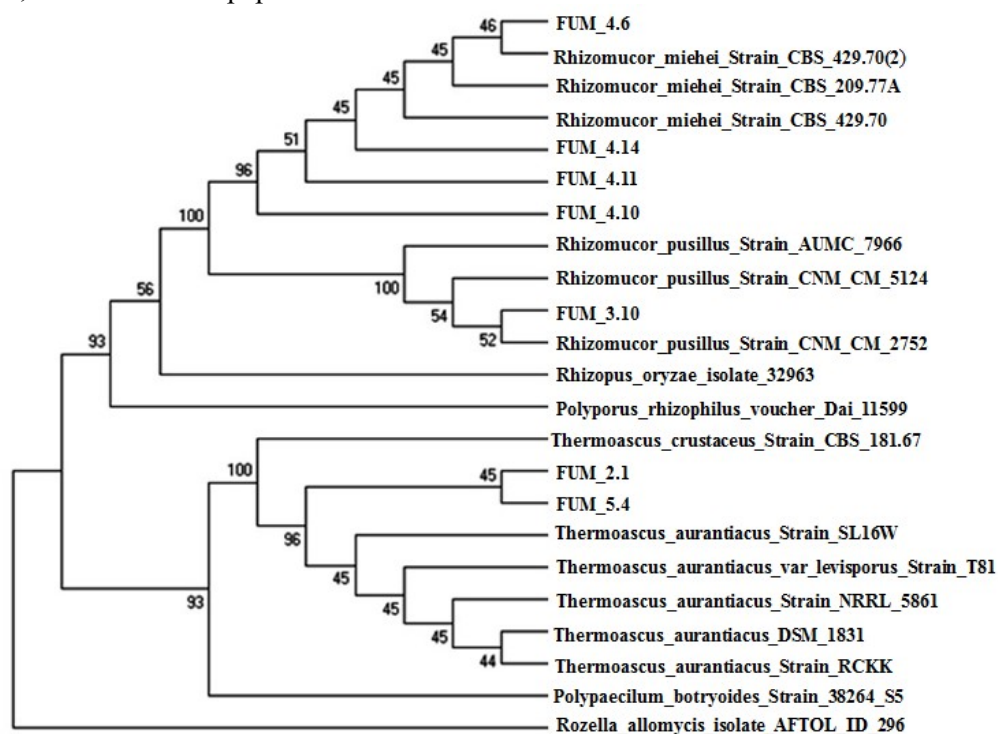 46
FUM_4.6
45
Rhizomucor_miehei_Strain_CBS_429.70(2)
45
Rhizomucor_miehei_Strain_CBS_209.77A
45
Rhizomucor_miehei_Strain_CBS_429.70
51
FUM_4.14
96
FUM_4.11
100
FUM_4.10
Rhizomucor_pusillus_Strain_AUMC_7966
100
Rhizomucor_pusillus_Strain_CNM_CM_5124
56
54
FUM_3.10
52
Rhizomucor_pusillus_Strain_CNM_CM_2752
93
Rhizopus_oryzae_isolate_32963
Polyporus_rhizophilus_voucher_Dai_11599
Thermoascus_crustaceus_Strain_CBS_181.67
100
45
FUM_2.1
FUM_5.4
96
Thermoascus_aurantiacus_Strain_SL16W
45
Thermoascus_aurantiacus_var_levisporus_Strain_T81
93
45
Thermoascus_aurantiacus_Strain_NRRL_5861
45
Thermoascus_aurantiacus_DSM_1831
44
Thermoascus_aurantiacus_Strain_RCKK
Polypaecilum_botryoides_Strain_38264_S5
Rozella_allomycis_isolate_AFTOL_ID_296